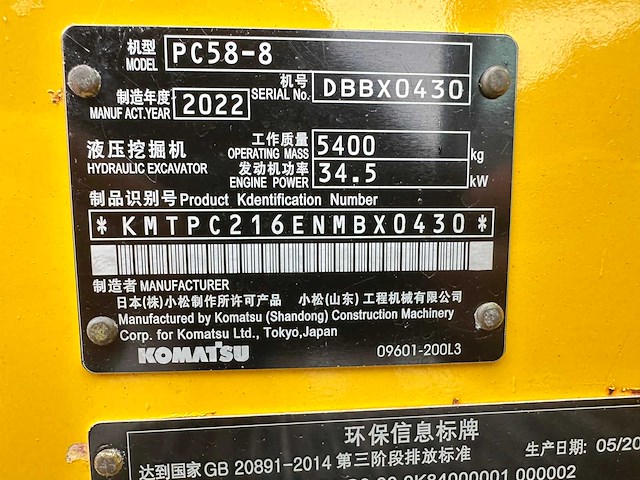 机型 MODEL PC58-8
机号 SERIAL No. DBBX0430
制造年度 MANUF ACT.YEAR 2022
液压挖掘机 HYDRAULIC EXCAVATOR
工作质量 OPERATING MASS 5400 kg
发动机功率 ENGINE POWER 34.5 kW
制品识别号 Product Kdentification Number
*KMTPC216ENMBX0430*
制造者 MANUFACTURER
日本(株)小松制作所许可产品 小松(山东)工程机械有限公司
Manufactured by Komatsu (Shandong) Construction Machinery
Corp. for Komatsu Ltd., Tokyo,Japan
KOMATSU 09601-200L3
环保信息标牌
达到国家GB 20891-2014 第三阶段排放标准 生产日期: 05/20